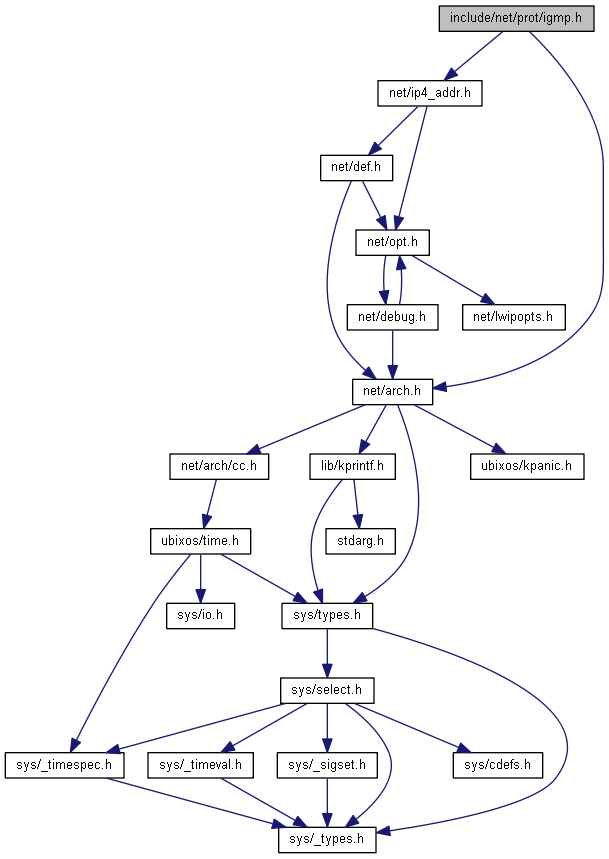 include/net/prot/igmp.h
net/ip4_addr.h
net/def.h
net/opt.h
net/debug.h
net/lwipopts.h
net/arch.h
net/arch/cc.h
lib/kprintf.h
ubixos/kpanic.h
ubixos/time.h
stdarg.h
sys/io.h
sys/types.h
sys/select.h
sys/_timespec.h
sys/_timeval.h
sys/_sigset.h
sys/cdefs.h
sys/_types.h